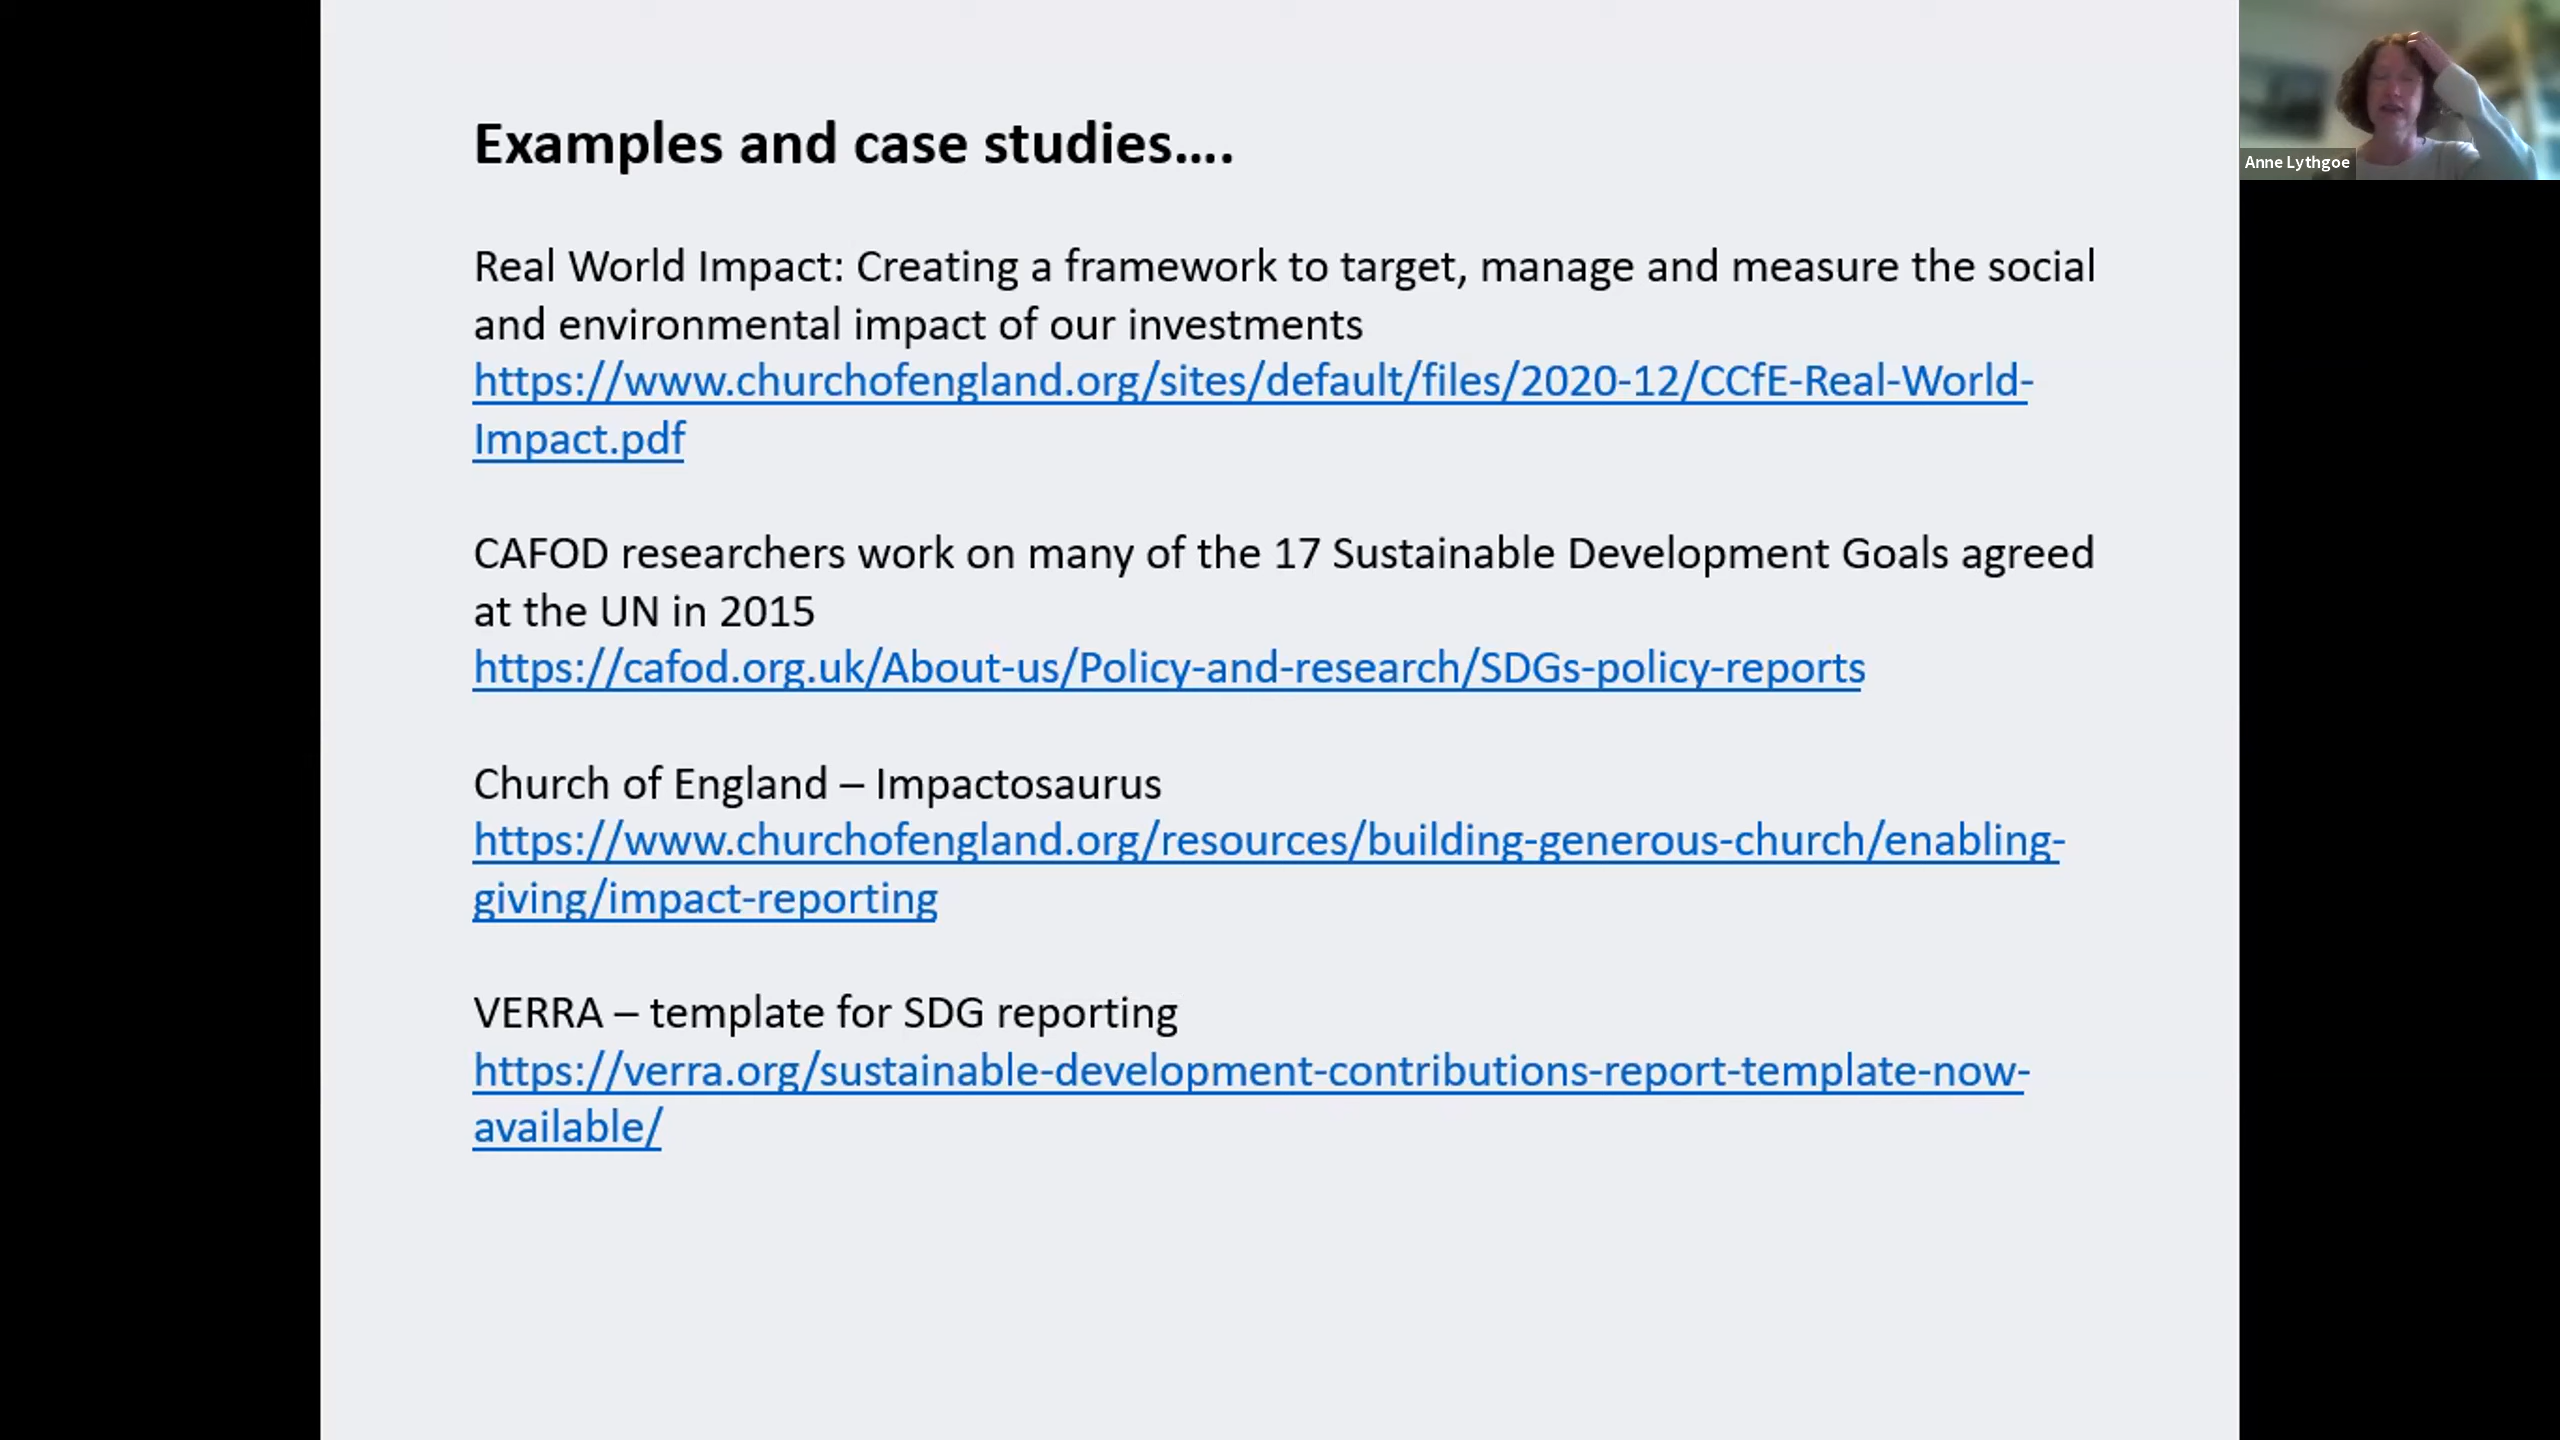 Examples and case studies....
Anne Lythgoe
Real World Impact: Creating a framework to target, manage and measure the social
and environmental impact of our investments
https://www.churchofengland.org/sites/default/files/2020-12/CCfE-Real-World-
Impact.pdf
CAFOD researchers work on many of the 17 Sustainable Development Goals agreed
at the UN in 2015
https://cafod.org.uk/About-us/Policy-and-research/SDGs-policy-reports
Church of England – Impactosaurus
https://www.churchofengland.org/resources/building-generous-church/enabling-
giving/impact-reporting
VERRA – template for SDG reporting
https://verra.org/sustainable-development-contributions-report-template-now-
available/